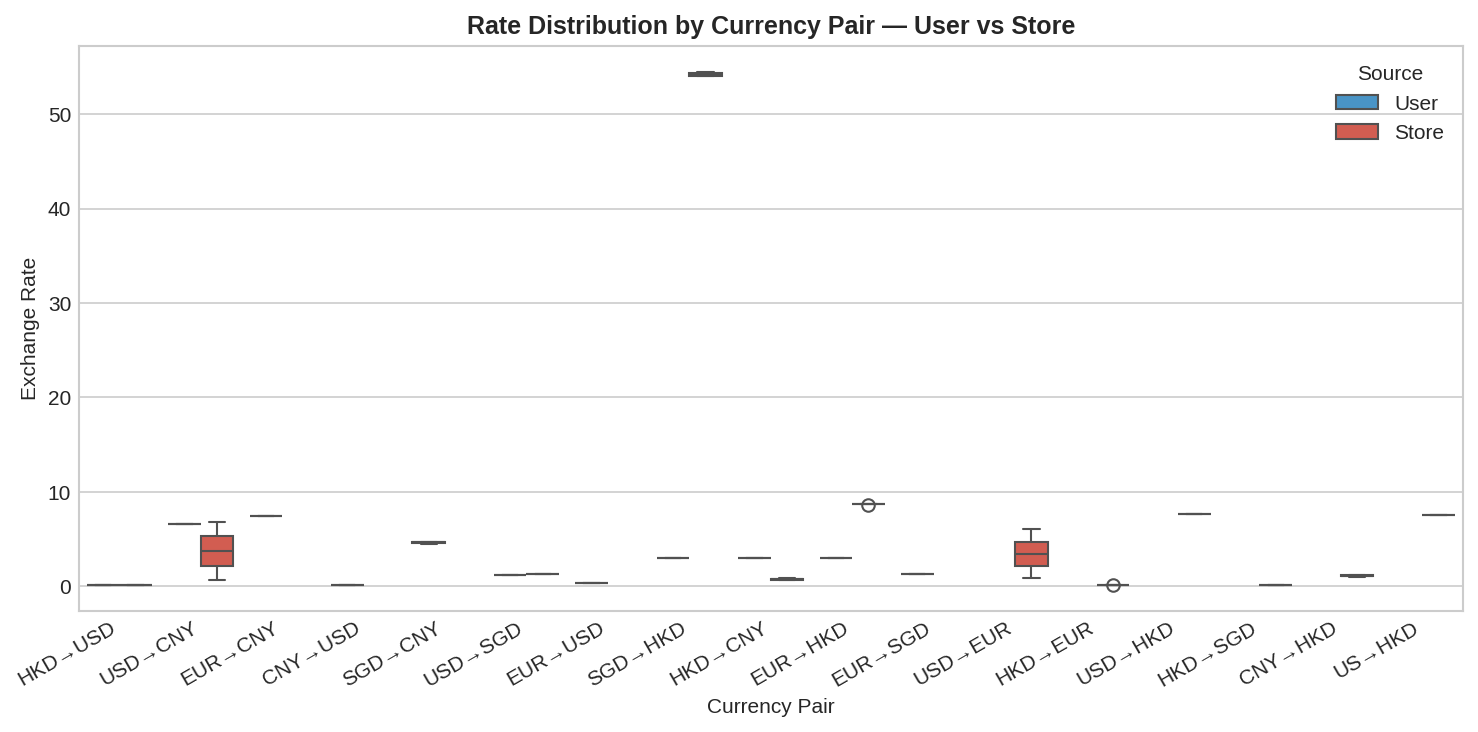 Rate Distribution by Currency Pair — User vs Store
Source
User
Store
Exchange Rate
50
40
30
20
10
0
HKD→USD
USD→CNY
EUR→CNY
CNY→USD
SGD→CNY
USD→SGD
EUR→USD
SGD→HKD
HKD→CNY
EUR→HKD
EUR→SGD
USD→EUR
HKD→EUR
USD→HKD
HKD→SGD
CNY→HKD
US→HKD
Currency Pair